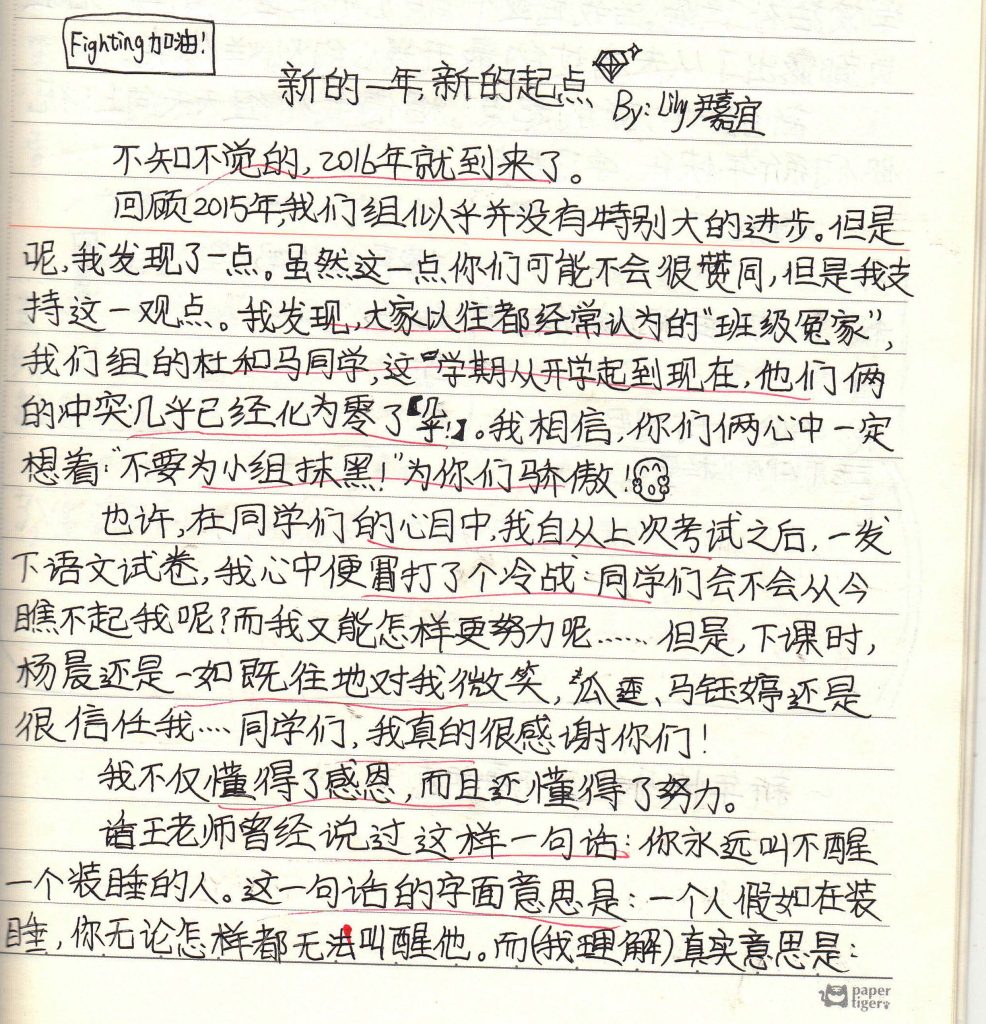 Fighting加油!
新的一年,新的起点
By: Lily 尹嘉宜
不知不觉的,2016年就到来了。
回顾2015年我们组似乎并没有特别大的进步。但是
呢,我发现了一点。虽然这一点你们可能不会很赞同,但是我支
持这一观点。我发现,大家以往都经常认为的“班级冤家”,
我们组的杜和马同学,这一学期从开学起到现在,他们俩
的冲突几乎已经化为零了【几乎!】。我相信,你们俩心中一定
想着:“不要为小组抹黑!”为你们骄傲!
也许,在同学们的心目中,我自从上次考试之后,一发
下语文试卷,我心中便打了个冷战:同学们会不会从今
瞧不起我呢?而我又能怎样更努力呢……但是,下课时,
杨晨还是一如既往地对我微笑,瓜、马钰婷还是
很信任我……同学们,我真的很感谢你们!
我不仅懂得了感恩,而且还懂得了努力。
诸王老师曾经说过这样一句话:你永远叫不醒
一个装睡的人。这一句话的字面意思是:一个人假如在装
睡,你无论怎样都无法叫醒他。而(我理解)真实意思是:
paper
tiger